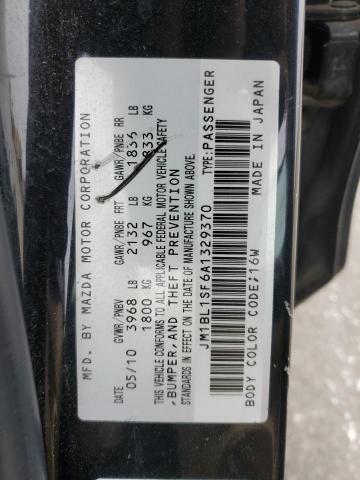 MFD. BY MAZDA MOTOR CORPORATION
DATE GVWR/PNBV GAWR/PNBE FRT GAWR/PNBE RR
05/10 3968 LB 2132 LB 1836 LB
1800 KG 967 KG 833 KG
THIS VEHICLE CONFORMS TO ALL APPLICABLE FEDERAL MOTOR VEHICLE SAFETY
, BUMPER, AND THEFT PREVENTION
STANDARDS IN EFFECT ON THE DATE OF MANUFACTURE SHOWN ABOVE.
JM1BL1SF6A1329370 TYPE:PASSENGER
BODY COLOR CODE:16W MADE IN JAPAN